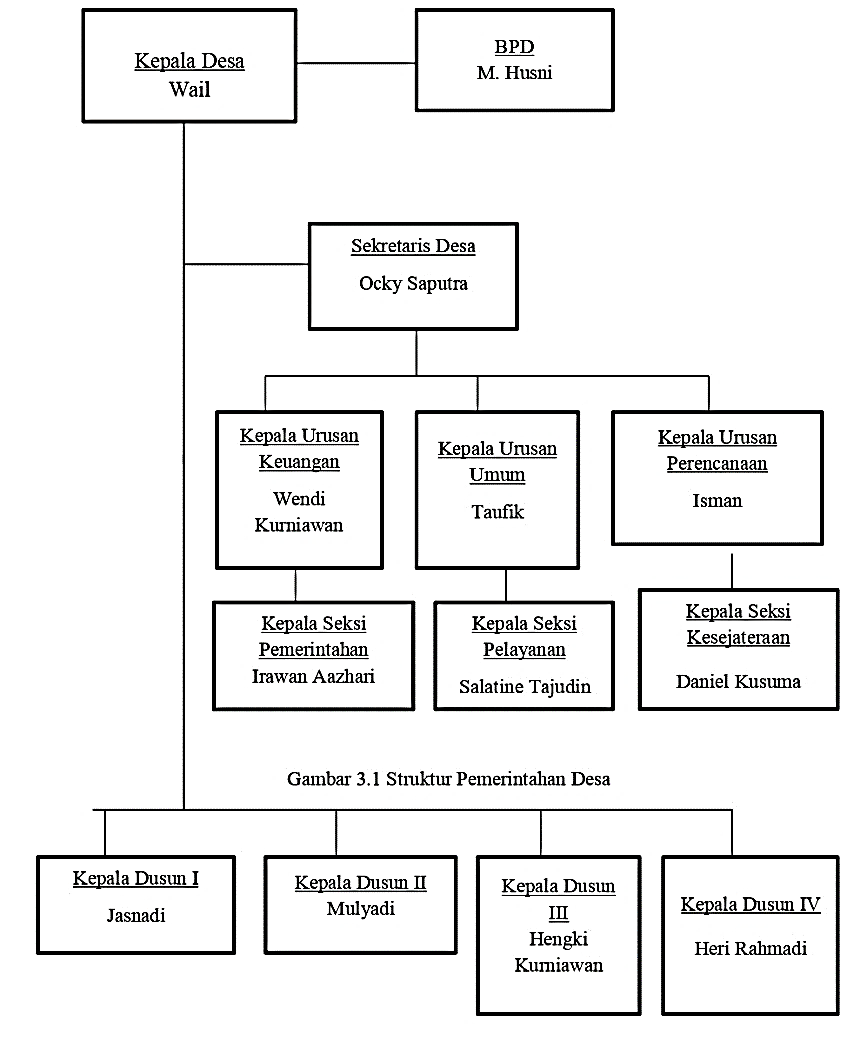 Kepala Desa
Wail
BPD
M. Husni
Sekretaris Desa
Ocky Saputra
Kepala Urusan
Keuangan
Wendi
Kurniawan
Kepala Urusan
Umum
Taufik
Kepala Urusan
Perencanaan
Isman
Kepala Seksi
Pemerintahan
Irawan Aazhari
Kepala Seksi
Pelayanan
Salatine Tajudin
Kepala Seksi
Kesejateraan
Daniel Kusuma
Gambar 3.1 Struktur Pemerintahan Desa
Kepala Dusun I
Jasnadi
Kepala Dusun II
Mulyadi
Kepala Dusun
III
Hengki
Kurniawan
Kepala Dusun IV
Heri Rahmadi